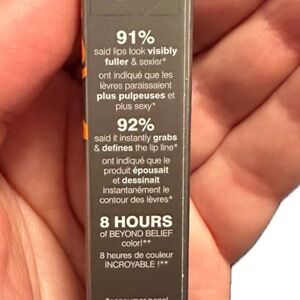 91%
said lips look visibly
fuller & sexier*
ont indiqué que les
lèvres paraissaient
plus pulpeuses et
plus sexy*
92%
said it instantly grabs
& defines the lip line*
ont indiqué que le
produit épousait
et dessinait
instantanément le
contour des lèvres*
8 HOURS
of BEYOND BELIEF
color!**
8 heures de couleur
INCROYABLE !**